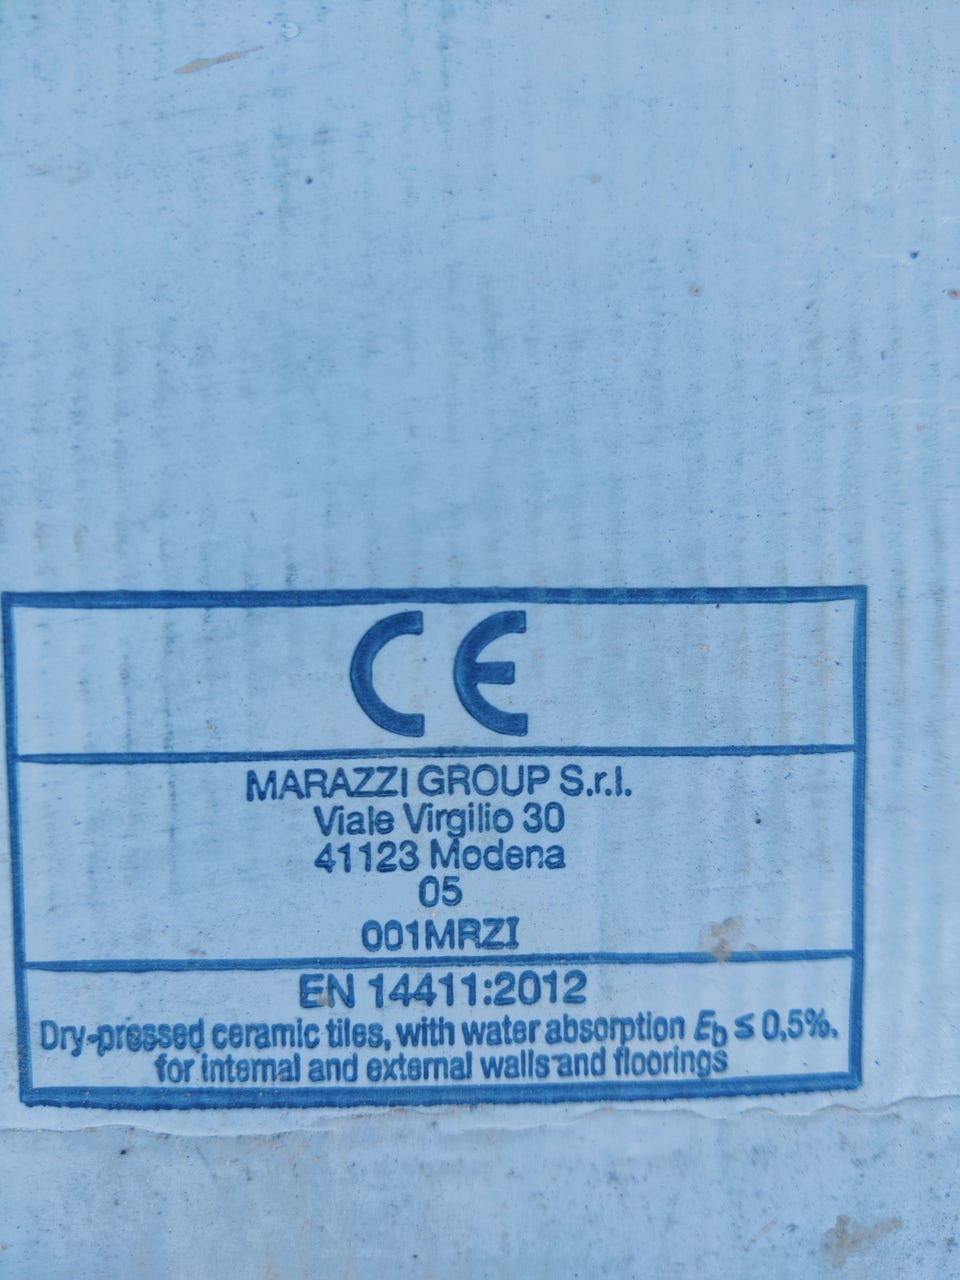 CE
MARAZZI GROUP S.r.l.
Viale Virgilio 30
41123 Modena
05
001MRZI
EN 14411:2012
Dry-pressed ceramic tiles, with water absorption Eb ≤ 0,5%.
for internal and external walls and floorings